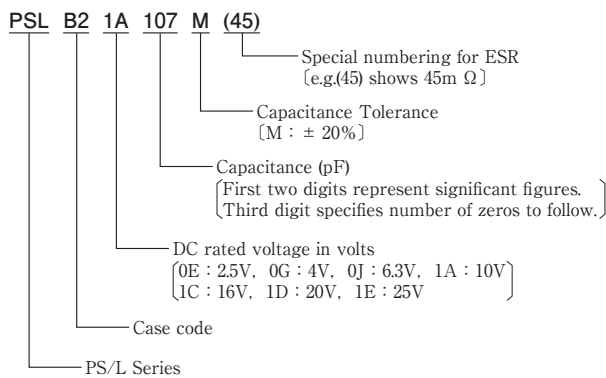 PSL B2 1A 107 M (45)
Special numbering for ESR
〔e.g.(45) shows 45m Ω〕
Capacitance Tolerance
〔M : ± 20%〕
Capacitance (pF)
First two digits represent significant figures.
Third digit specifies number of zeros to follow.
DC rated voltage in volts
0E : 2.5V, 0G : 4V, 0J : 6.3V, 1A : 10V
1C : 16V, 1D : 20V, 1E : 25V
Case code
PS/L Series